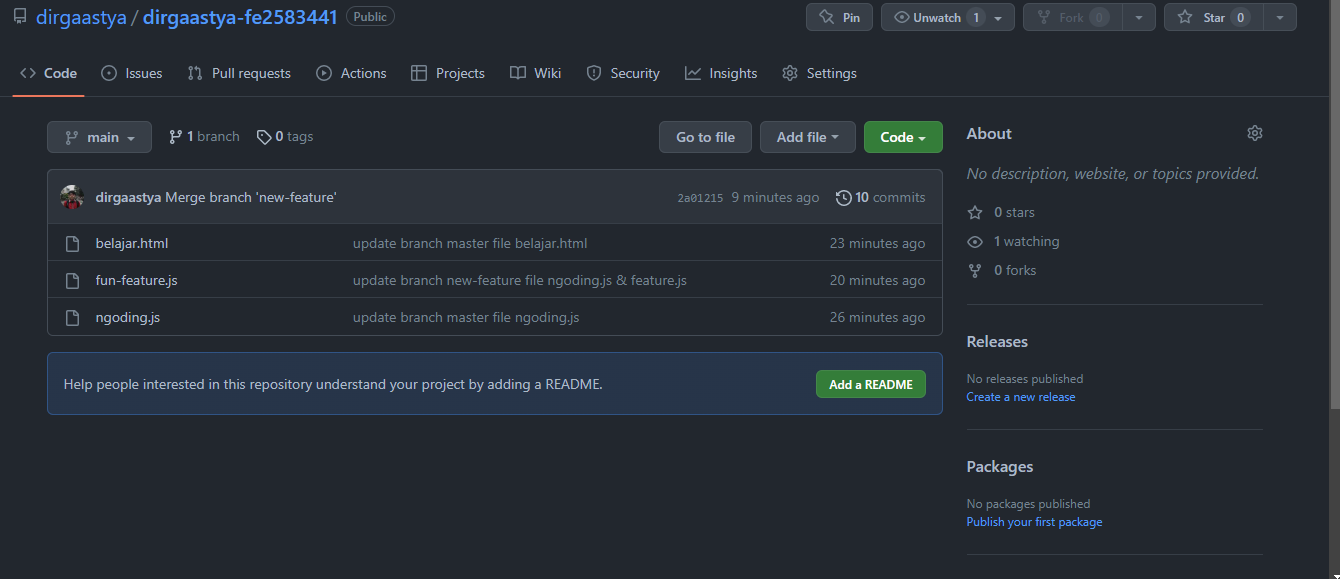 dirgaastya / dirgaastya-fe2583441 Public Pin Unwatch 1 Fork 0 Star 0
Code Issues Pull requests Actions Projects Wiki Security Insights Settings
main 1 branch 0 tags Go to file Add file Code
dirgaastya Merge branch 'new-feature' 2a01215 9 minutes ago 10 commits
belajar.html update branch master file belajar.html 23 minutes ago
fun-feature.js update branch new-feature file ngoding.js & feature.js 20 minutes ago
ngoding.js update branch master file ngoding.js 26 minutes ago
Help people interested in this repository understand your project by adding a README. Add a README
About
No description, website, or topics provided.
0 stars
1 watching
0 forks
Releases
No releases published
Create a new release
Packages
No packages published
Publish your first package